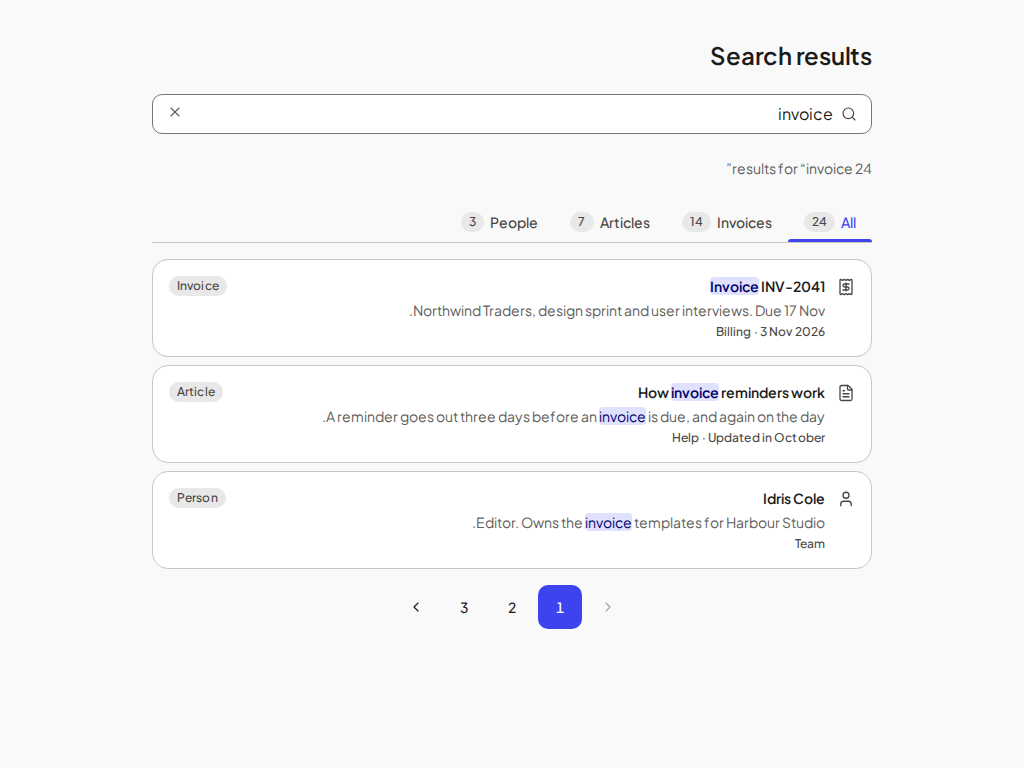 Search results
invoice
”results for “invoice 24
All 24
Invoices 14
Articles 7
People 3
Invoice INV-2041
Invoice
.Northwind Traders, design sprint and user interviews. Due 17 Nov
Billing · 3 Nov 2026
How invoice reminders work
Article
.A reminder goes out three days before an invoice is due, and again on the day
Help · Updated in October
Idris Cole
Person
.Editor. Owns the invoice templates for Harbour Studio
Team
1 2 3